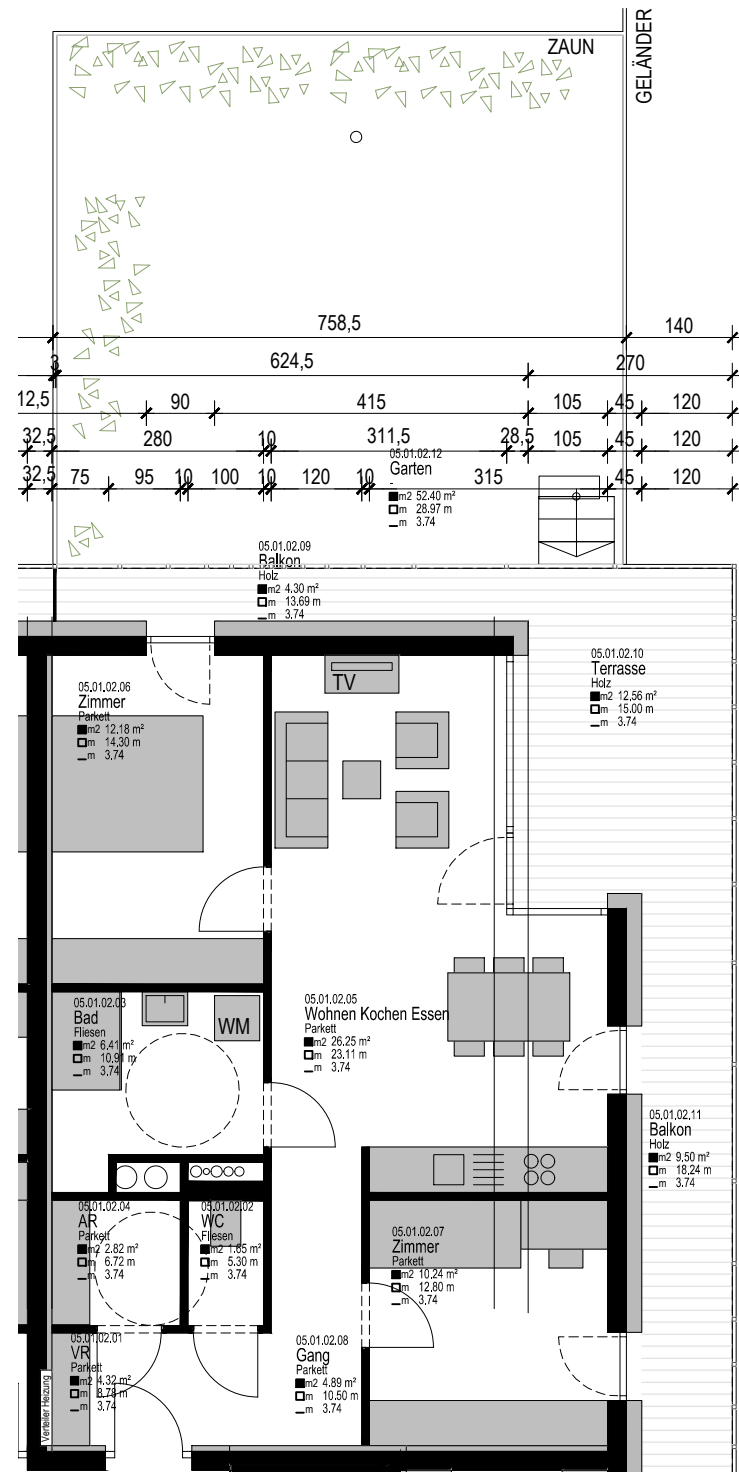 ZAUN
GELÄNDER
758,5 140
3 624,5 270
12,5 90 415 105 45 120
32,5 280 10 311,5 28,5 105 45 120
32,5 75 95 10 100 10 120 10 315 45 120
05.01.02.12
Garten
-
m2 52.40 m²
m 28.97 m
m 3.74
05.01.02.09
Balkon
Holz
m2 4.30 m²
m 13.69 m
m 3.74
05.01.02.10
Terrasse
Holz
m2 12,56 m²
m 15.00 m
m 3.74
TV
05.01.02.06
Zimmer
Parkett
m2 12.18 m²
m 14.30 m
m 3.74
05.01.02.03
Bad
Fliesen
m2 6.41 m²
m 10.91 m
m 3.74
WM
05.01.02.05
Wohnen Kochen Essen
Parkett
m2 26.25 m²
m 23.11 m
m 3.74
05.01.02.11
Balkon
Holz
m2 9.50 m²
m 18.24 m
m 3.74
05.01.02.04
AR
Parkett
m2 2.82 m²
m 6.72 m
m 3.74
05.01.02.02
WC
Fliesen
m2 1.65 m²
m 5.30 m
m 3.74
05.01.02.07
Zimmer
Parkett
m2 10.24 m²
m 12.80 m
m 3.74
05.01.02.01
VR
Parkett
m2 4.32 m²
m 8.78 m
m 3.74
05.01.02.08
Gang
Parkett
m2 4.89 m²
m 10.50 m
m 3.74
Verteiler Heizung